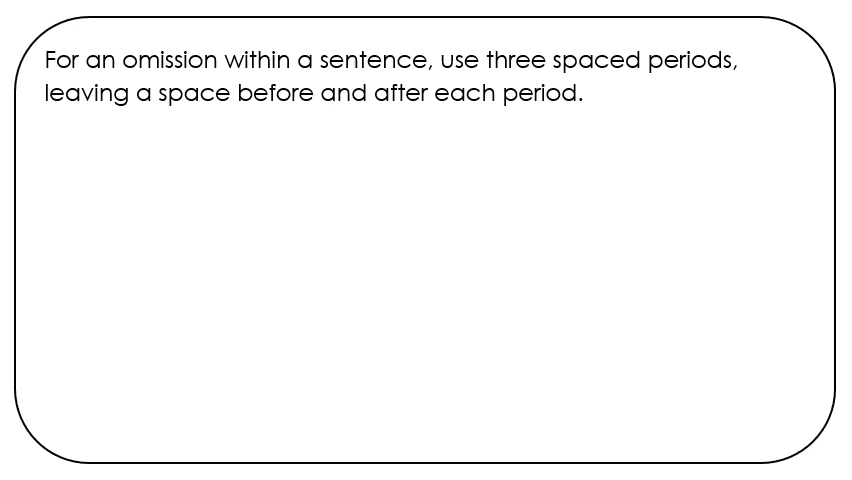 For an omission within a sentence, use three spaced periods,
leaving a space before and after each period.